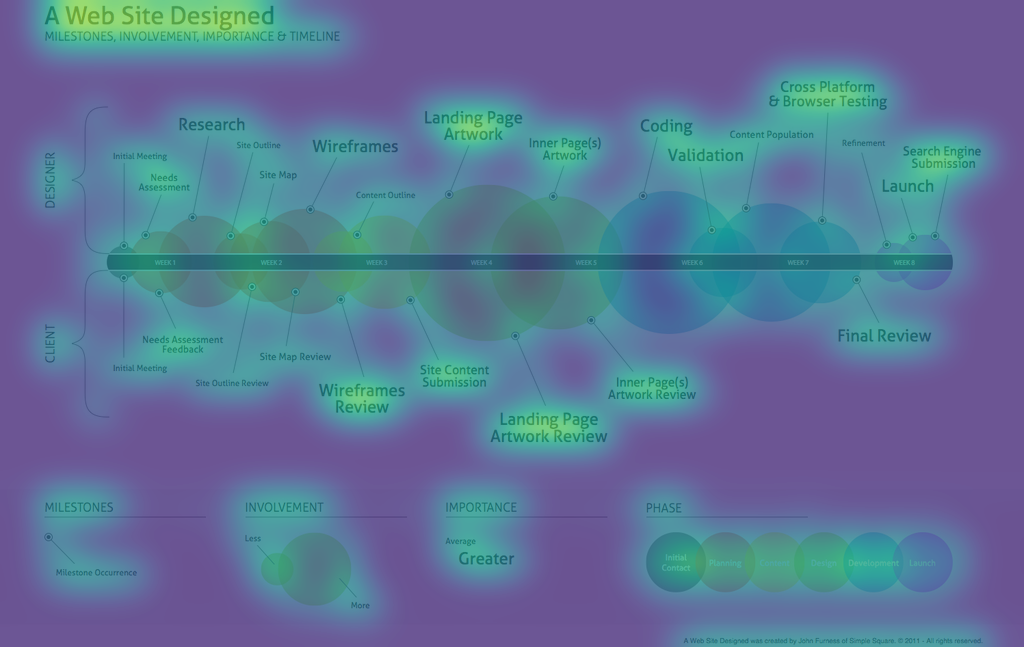 A Web Site Designed
MILESTONES, INVOLVEMENT, IMPORTANCE & TIMELINE
DESIGNER
Initial Meeting
Needs
Assessment
Research
Site Outline
Site Map
Wireframes
Content Outline
Landing Page
Artwork
Inner Page(s)
Artwork
Coding
Validation
Content Population
Cross Platform
& Browser Testing
Refinement
Launch
Search Engine
Submission
WEEK 1
WEEK 2
WEEK 3
WEEK 4
WEEK 5
WEEK 6
WEEK 7
WEEK 8
CLIENT
Initial Meeting
Needs Assessment
Feedback
Site Outline Review
Site Map Review
Wireframes
Review
Site Content
Submission
Landing Page
Artwork Review
Inner Page(s)
Artwork Review
Final Review
MILESTONES
Milestone Occurrence
INVOLVEMENT
Less
More
IMPORTANCE
Average
Greater
PHASE
Initial
Contact
Planning
Design
Development
Launch
A Web Site Designed was created by John Furness of Simple Square. © 2011 - All rights reserved.